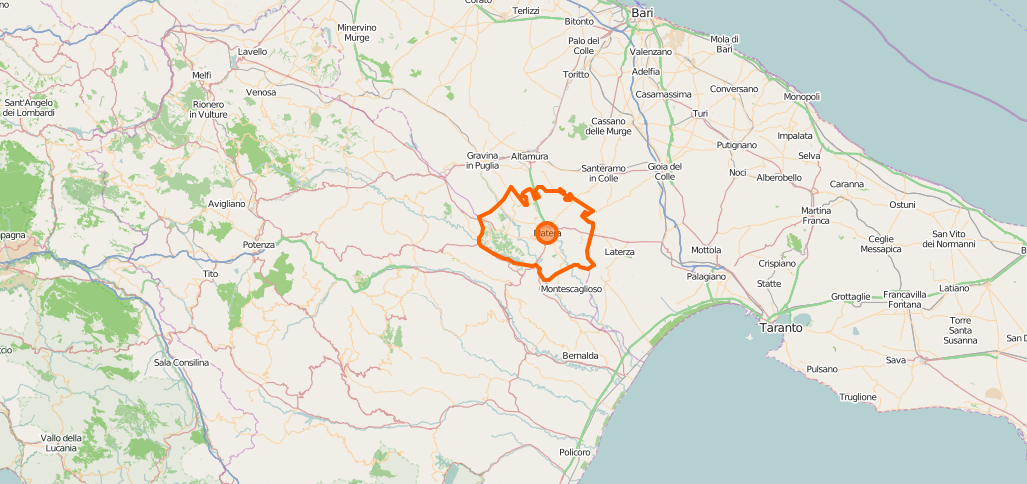 Corato
Terlizzi
Bari
Bitonto
Minervino
Murge
Palo del
Colle
Mola di
Bari
Lavello
Valenzano
Adelfia
Melfi
Toritto
Venosa
Casamassima
Conversano
Monopoli
Sant'Angelo
dei Lombardi
Rionero
in Vulture
Turi
Cassano
delle Murge
Impalata
Putignano
Gravina
in Puglia
Altamura
Selva
Santeramo
in Colle
Gioia del
Colle
Noci
Alberobello
Caranna
Avigliano
Osturi
Martina
Franca
Matera
San Vito
dei Normanni
Ceglie
Messapica
Potenza
Laterza
Mottola
Crispiano
Tito
Palagiano
Statte
Montescaglioso
Latiano
Grottaglie
Francavilla
Fontana
Taranto
Torre
Santa
Susanna
Bernalda
Sala Consilina
Sava
Pulsano
Truglione
Vallo della
Lucania
Policoro